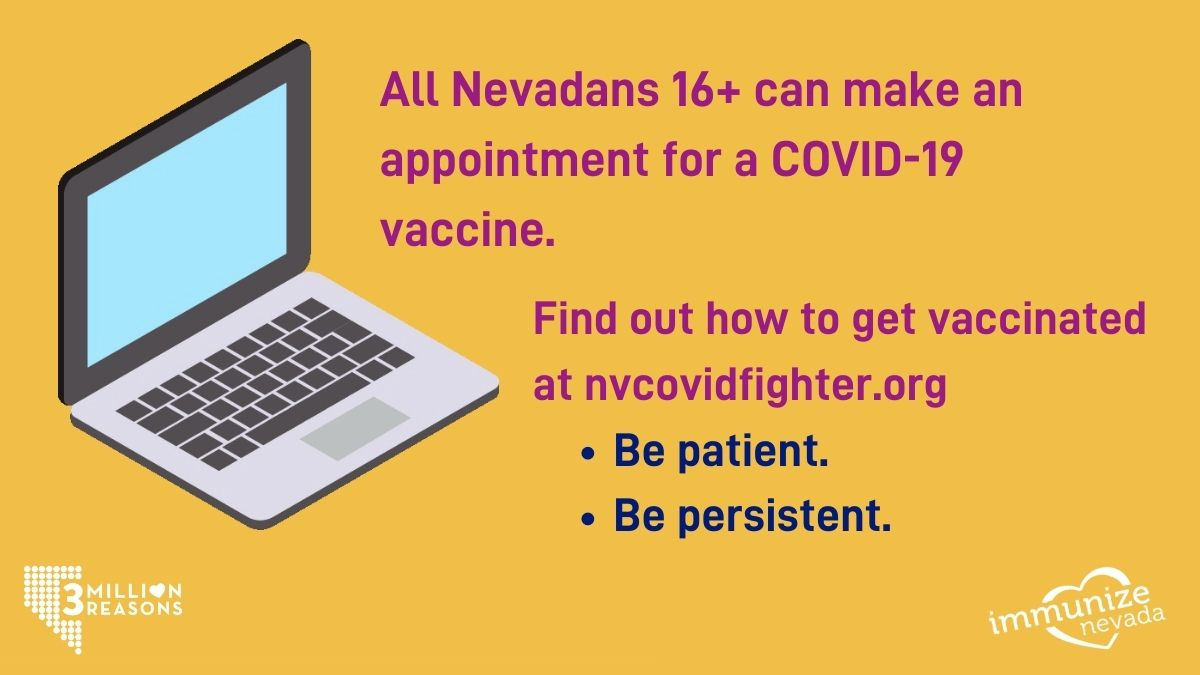 All Nevadans 16+ can make an
appointment for a COVID-19
vaccine.
Find out how to get vaccinated
at nvcovidfighter.org
• Be patient.
• Be persistent.
3 MILLION
REASONS
immunize
nevada